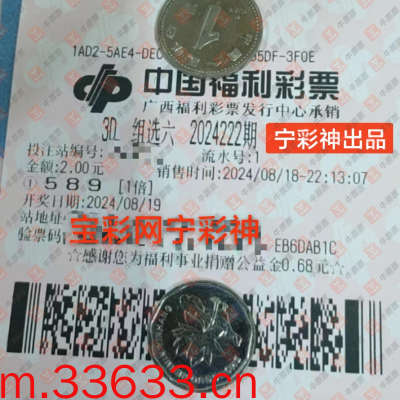 1AD2-5AE4-DEC 65DF-3F0E
中国福利彩票
广西福利彩票发行中心承销
3D 组选六 2024222期
宁彩神出品
投注站编号: 流水号:1
金额:2.00元 销售时间:2024/08/18-22:13:07
① 5 8 9 [1倍]
开奖日期:2024/08/19
站地址:
宝彩网宁彩神
验票码 EB6DAB1C
☆感谢您为福利事业捐赠公益金0.68元☆
m.33633.cn